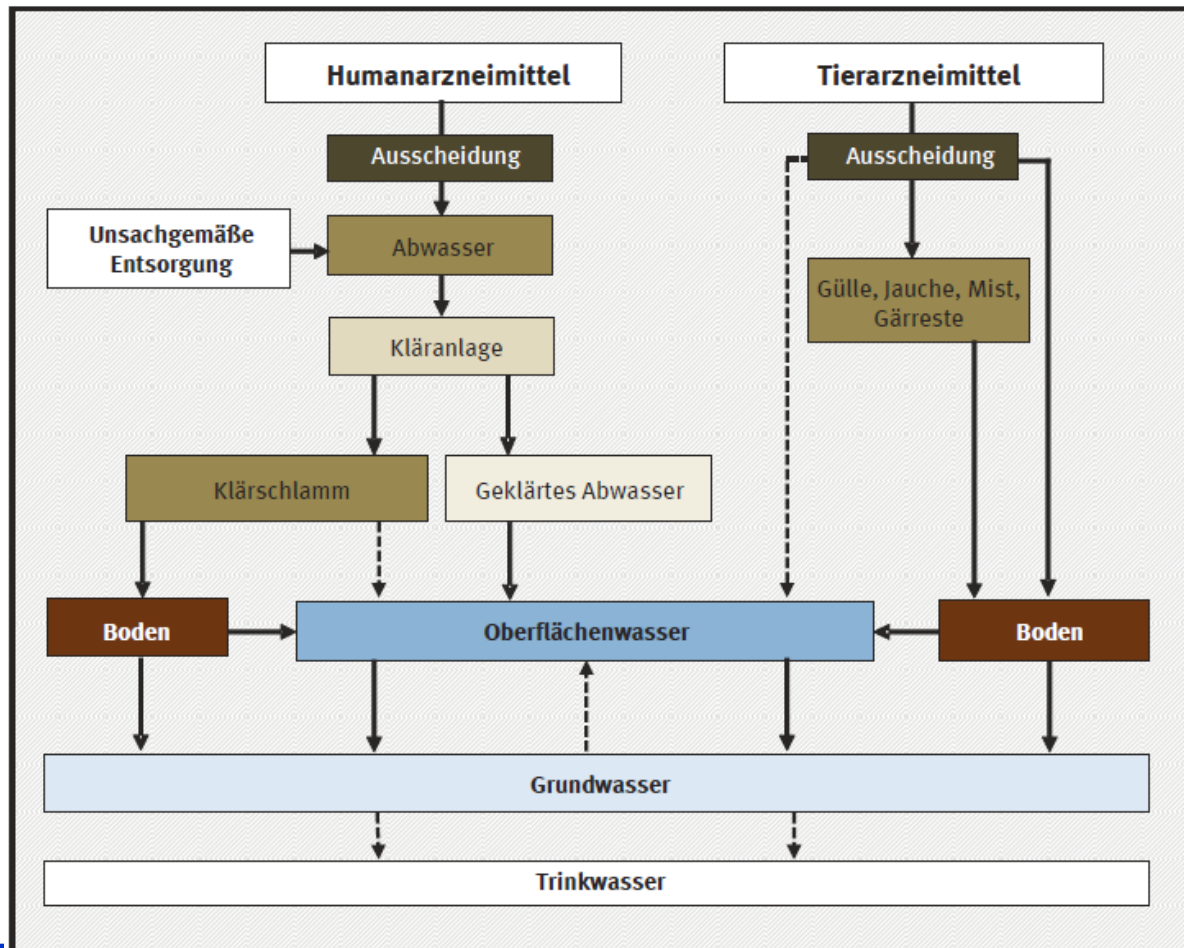 Humanarzneimittel
Tierarzneimittel
Ausscheidung
Ausscheidung
Unsachgemäße
Entsorgung
Abwasser
Gülle, Jauche, Mist,
Gärreste
Kläranlage
Klärschlamm
Geklärtes Abwasser
Boden
Oberflächenwasser
Boden
Grundwasser
Trinkwasser